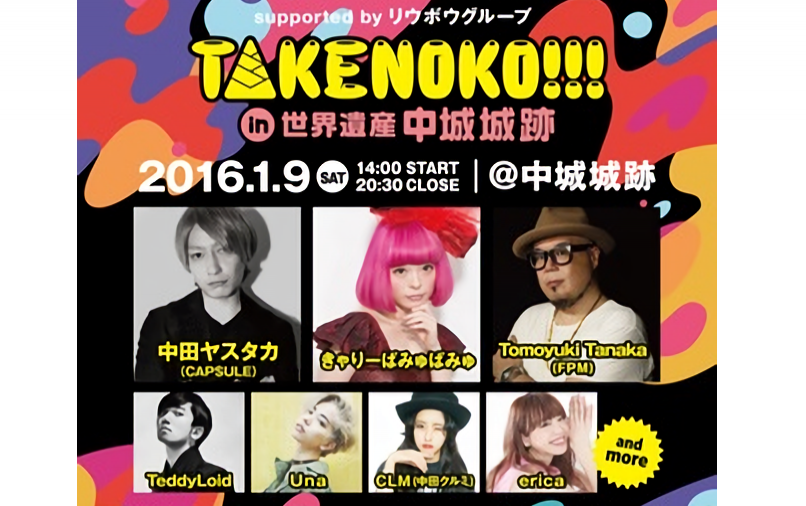 supported by リウボウグループ
TAKENOKO!!!
in 世界遺産 中城城跡
2016.1.9 SAT 14:00 START
20:30 CLOSE
@中城城跡
中田ヤスタカ
(CAPSULE)
きゃりーぱみゅぱみゅ
Tomoyuki Tanaka
(FPM)
TeddyLoid
Una
CLM(中田クルミ)
erica
and
more